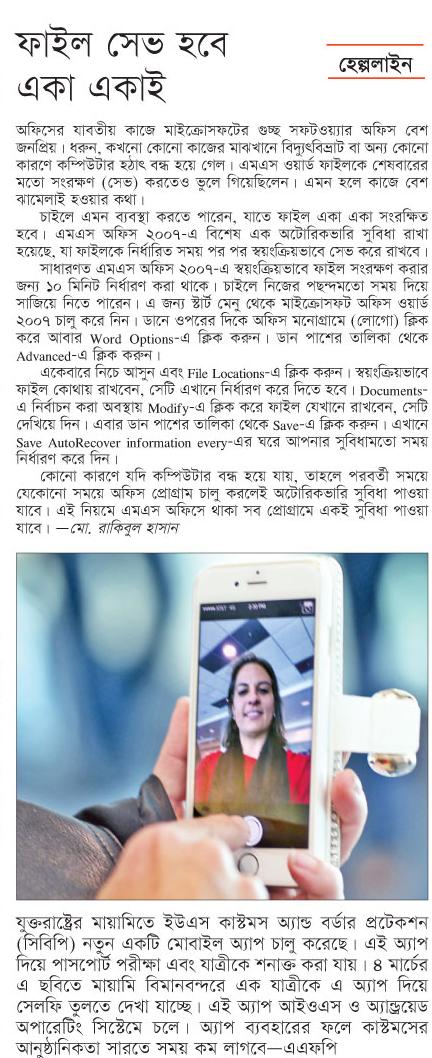 ফাইল সেভ হবে
একা একাই
হেল্পলাইন
অফিসের যাবতীয় কাজে মাইক্রোসফটের গুচ্ছ সফটওয়্যার অফিস বেশ
জনপ্রিয়। ধরুন, কখনো কোনো কাজের মাঝখানে বিদ্যুৎবিভ্রাট বা অন্য কোনো
কারণে কম্পিউটার হঠাৎ বন্ধ হয়ে গেল। এমএস ওয়ার্ড ফাইলকে শেষবারের
মতো সংরক্ষণ (সেভ) করতেও ভুলে গিয়েছিলেন। এমন হলে কাজে বেশ
ঝামেলাই হওয়ার কথা।
চাইলে এমন ব্যবস্থা করতে পারেন, যাতে ফাইল একা একা সংরক্ষিত
হবে। এমএস অফিস ২০০৭-এ বিশেষ এক অটোরিকভারি সুবিধা রাখা
হয়েছে, যা ফাইলকে নির্ধারিত সময় পর পর স্বয়ংক্রিয়ভাবে সেভ করে রাখবে।
সাধারণত এমএস অফিস ২০০৭-এ স্বয়ংক্রিয়ভাবে ফাইল সংরক্ষণ করার
জন্য ১০ মিনিট নির্ধারণ করা থাকে। চাইলে নিজের পছন্দমতো সময় দিয়ে
সাজিয়ে নিতে পারেন। এ জন্য স্টার্ট মেনু থেকে মাইক্রোসফট অফিস ওয়ার্ড
২০০৭ চালু করে নিন। ডানে ওপরের দিকে অফিস মনোগ্রামে (লোগো) ক্লিক
করে আবার Word Options-এ ক্লিক করুন। ডান পাশের তালিকা থেকে
Advanced-এ ক্লিক করুন।
একেবারে নিচে আসুন এবং File Locations-এ ক্লিক করুন। স্বয়ংক্রিয়ভাবে
ফাইল কোথায় রাখবেন, সেটি এখানে নির্ধারণ করে দিতে হবে। Documents-
এ নির্বাচন করা অবস্থায় Modify-এ ক্লিক করে ফাইল যেখানে রাখবেন, সেটি
দেখিয়ে দিন। এবার ডান পাশের তালিকা থেকে Save-এ ক্লিক করুন। এখানে
Save AutoRecover information every-এর ঘরে আপনার সুবিধামতো সময়
নির্ধারণ করে দিন।
কোনো কারণে যদি কম্পিউটার বন্ধ হয়ে যায়, তাহলে পরবর্তী সময়ে
যেকোনো সময়ে অফিস প্রোগ্রাম চালু করলেই অটোরিকভারি সুবিধা পাওয়া
যাবে। এই নিয়মে এমএস অফিসে থাকা সব প্রোগ্রামে একই সুবিধা পাওয়া
যাবে। —মো. রাকিবুল হাসান
যুক্তরাষ্ট্রের মায়ামিতে ইউএস কাস্টমস অ্যান্ড বর্ডার প্রটেকশন
(সিবিপি) নতুন একটি মোবাইল অ্যাপ চালু করেছে। এই অ্যাপ
দিয়ে পাসপোর্ট পরীক্ষা এবং যাত্রীকে শনাক্ত করা যায়। ৪ মার্চের
এ ছবিতে মায়ামি বিমানবন্দরে এক যাত্রীকে এ অ্যাপ দিয়ে
সেলফি তুলতে দেখা যাচ্ছে। এই অ্যাপ আইওএস ও অ্যান্ড্রয়েড
অপারেটিং সিস্টেমে চলে। অ্যাপ ব্যবহারের ফলে কাস্টমসের
আনুষ্ঠানিকতা সারতে সময় কম লাগবে—এএফপি